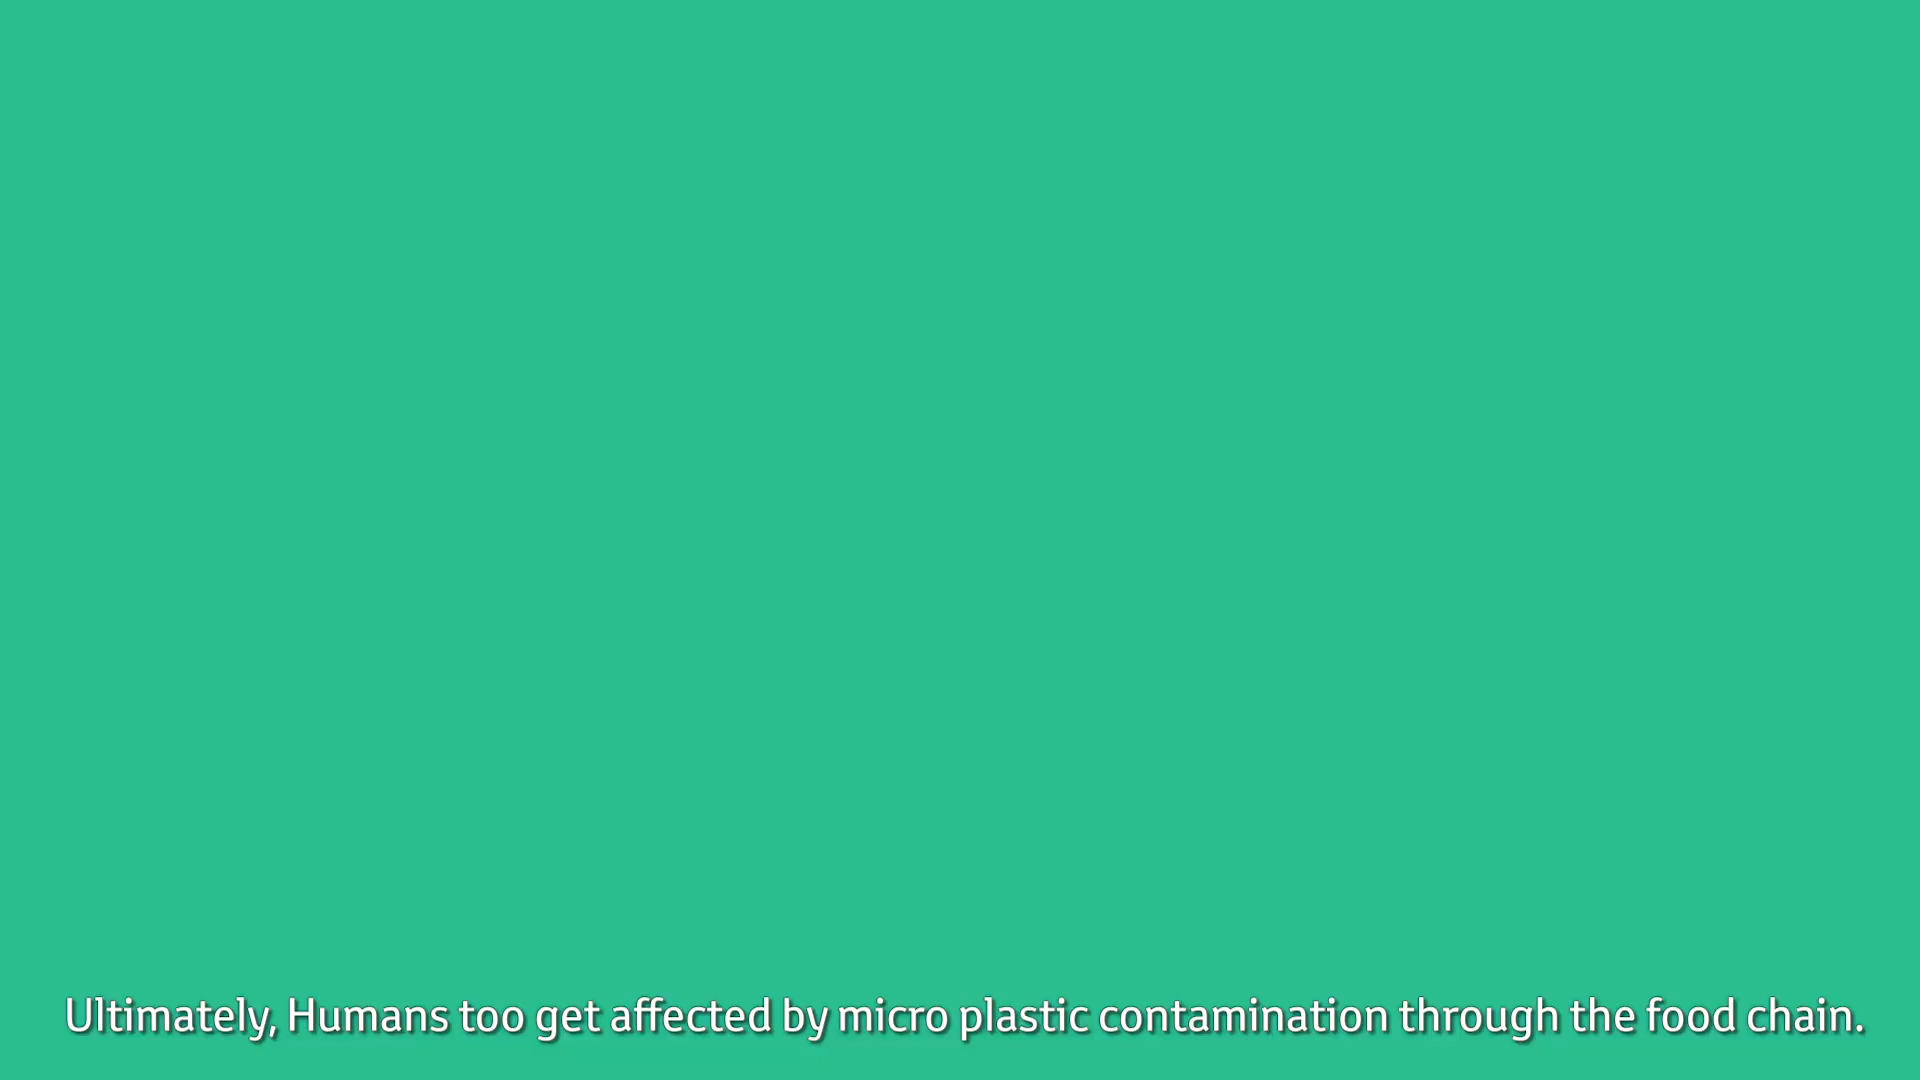 Ultimately, Humans too get affected by micro plastic contamination through the food chain.